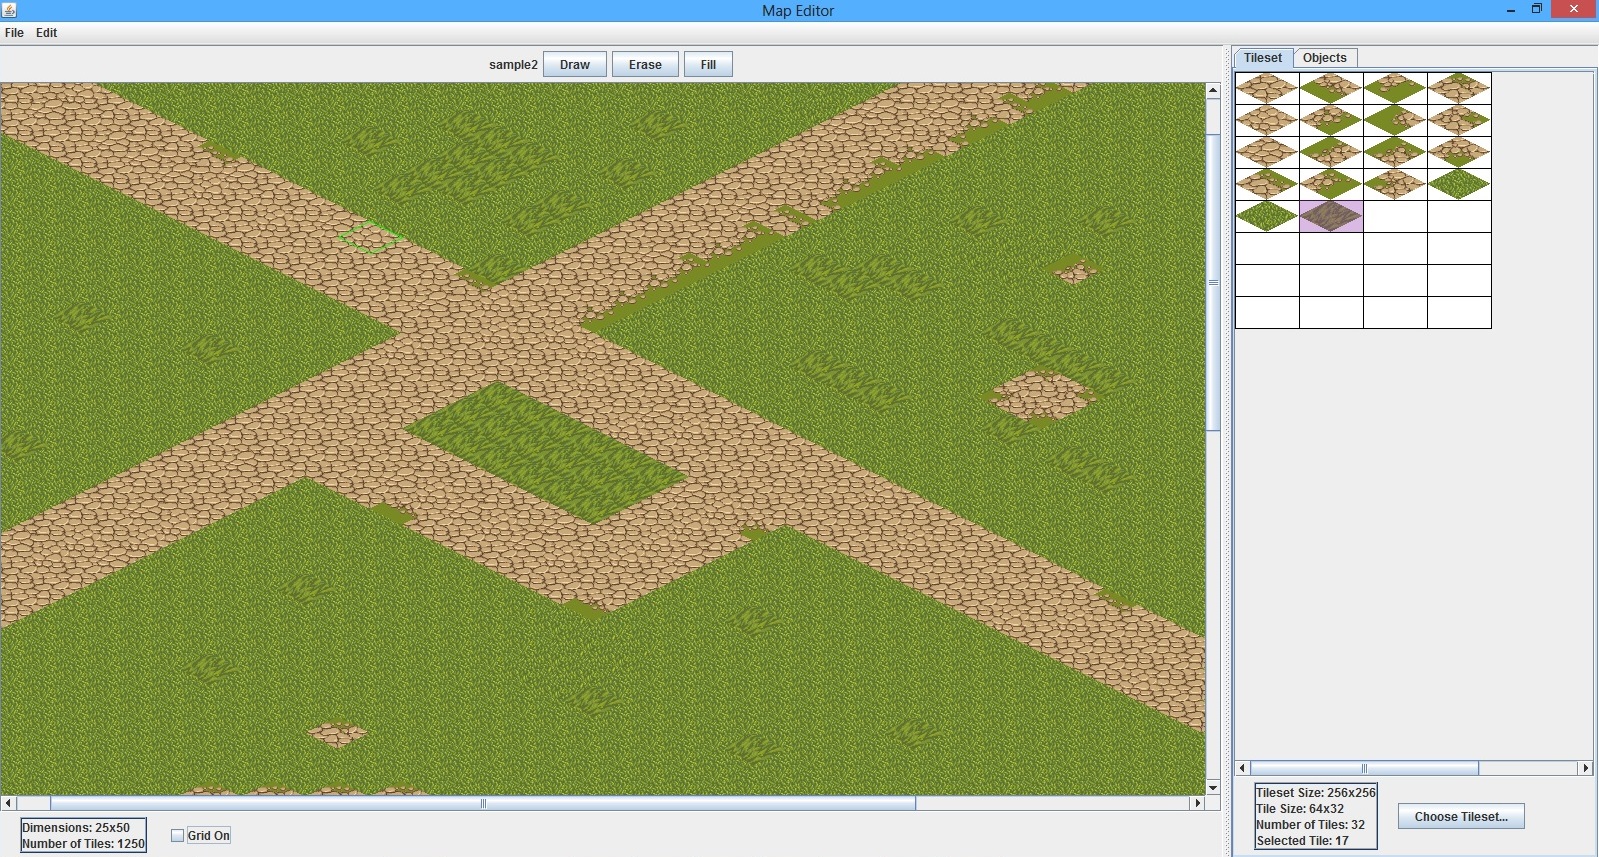 Map Editor
File Edit
sample2 Draw Erase Fill
Tileset Objects
Tileset Size: 256x256
Tile Size: 64x32
Number of Tiles: 32
Selected Tile: 17
Choose Tileset...
Dimensions: 25x50
Number of Tiles: 1250
Grid On